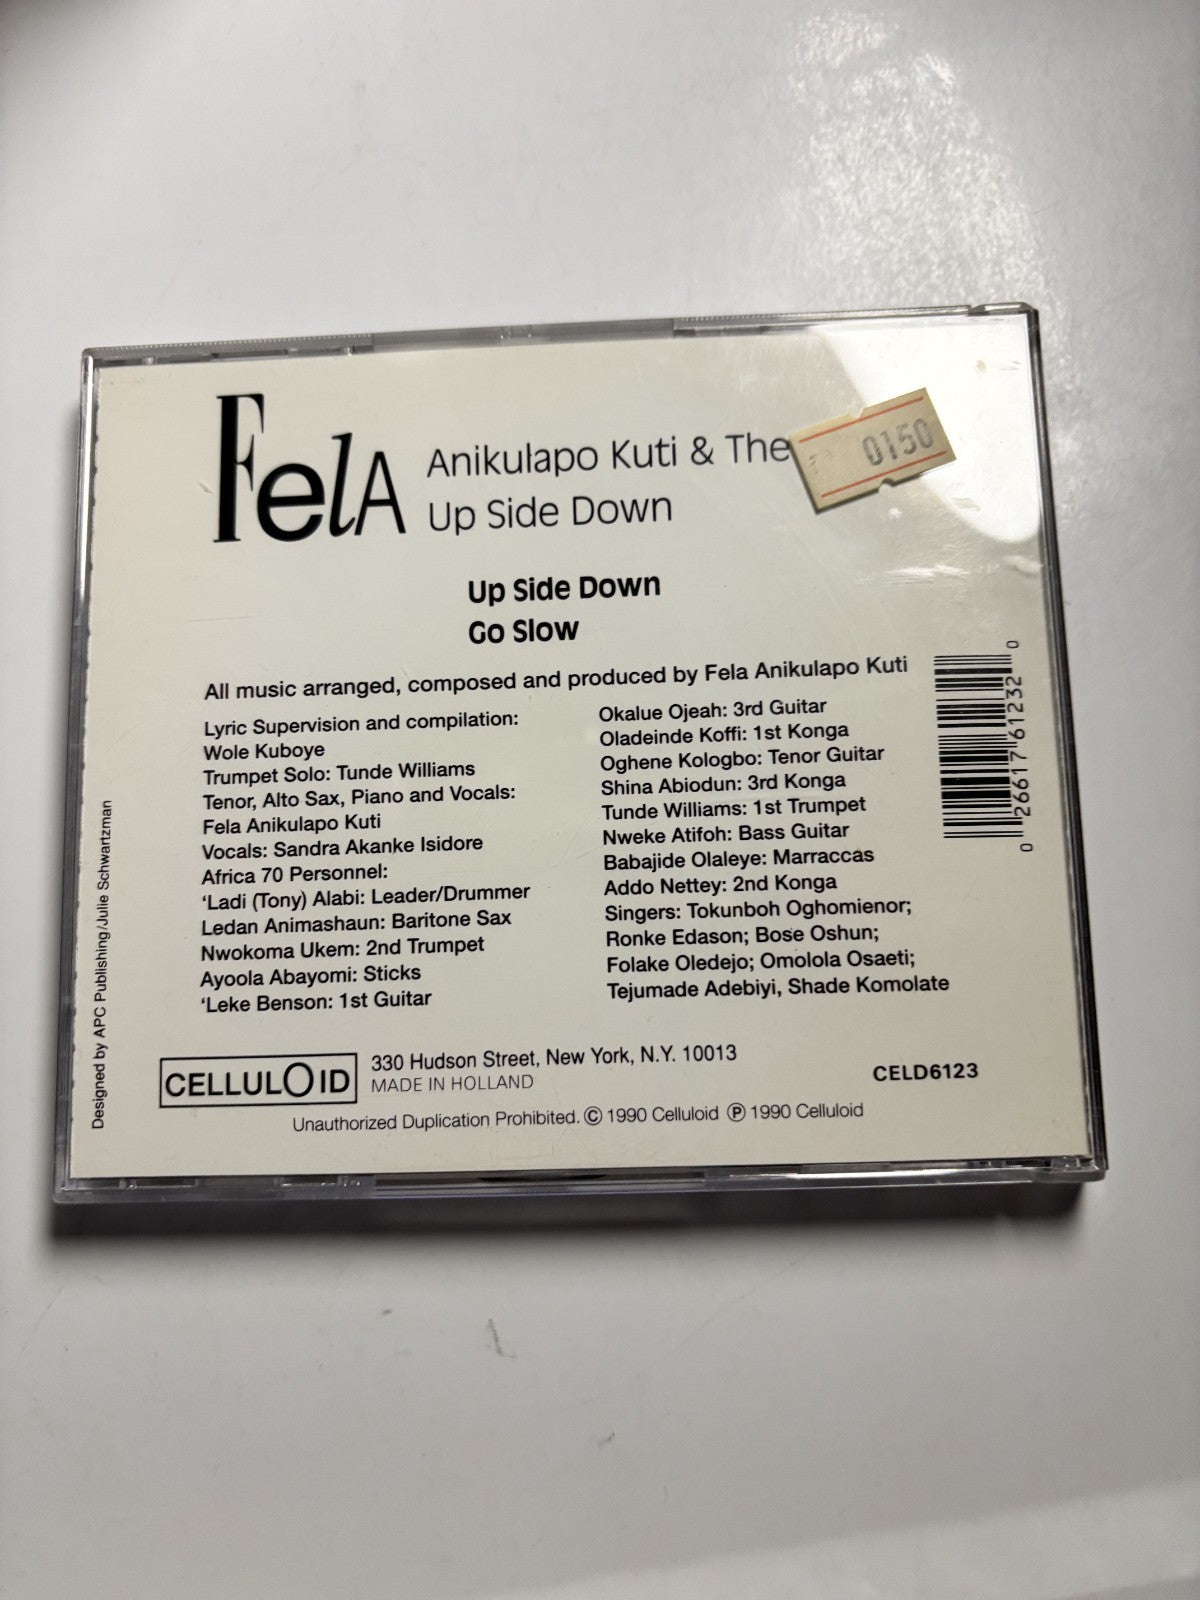 FelA Anikulapo Kuti & The
Up Side Down
0150
Up Side Down
Go Slow
All music arranged, composed and produced by Fela Anikulapo Kuti
Lyric Supervision and compilation:
Wole Kuboye
Trumpet Solo: Tunde Williams
Tenor, Alto Sax, Piano and Vocals:
Fela Anikulapo Kuti
Vocals: Sandra Akanke Isidore
Africa 70 Personnel:
‘Ladi (Tony) Alabi: Leader/Drummer
Ledan Animashaun: Baritone Sax
Nwokoma Ukem: 2nd Trumpet
Ayoola Abayomi: Sticks
‘Leke Benson: 1st Guitar
Okalue Ojeah: 3rd Guitar
Oladeinde Koffi: 1st Konga
Oghene Kologbo: Tenor Guitar
Shina Abiodun: 3rd Konga
Tunde Williams: 1st Trumpet
Nweke Atifoh: Bass Guitar
Babajide Olaleye: Marraccas
Addo Nettey: 2nd Konga
Singers: Tokunboh Oghomienor;
Ronke Edason; Bose Oshun;
Folake Oledejo; Omolola Osaeti;
Tejumade Adebiyi, Shade Komolate
0 26617 61232 0
Designed by APC Publishing/Julie Schwartzman
CELLULOID
330 Hudson Street, New York, N.Y. 10013
MADE IN HOLLAND
CELD6123
Unauthorized Duplication Prohibited. © 1990 Celluloid ℗ 1990 Celluloid